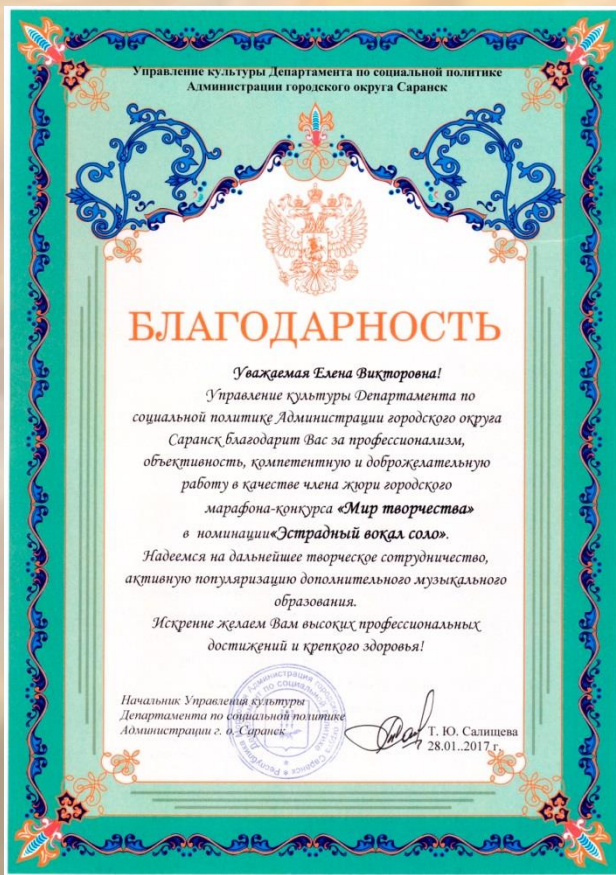 Управление культуры Департамента по социальной политике
Администрации городского округа Саранск
БЛАГОДАРНОСТЬ
Уважаемая Елена Викторовна!
Управление культуры Департамента по
социальной политике Администрации городского округа
Саранск благодарит Вас за профессионализм,
объективность, компетентную и доброжелательную
работу в качестве члена жюри городского
марафона-конкурса «Мир творчества»
в номинации«Эстрадный вокал соло».
Надеемся на дальнейшее творческое сотрудничество,
активную популяризацию дополнительного музыкального
образования.
Искренне желаем Вам высоких профессиональных
достижений и крепкого здоровья!
Начальник Управления культуры
Департамента по социальной политике
Администрации г. о. Саранск
Т. Ю. Салищева
28.01..2017 г.